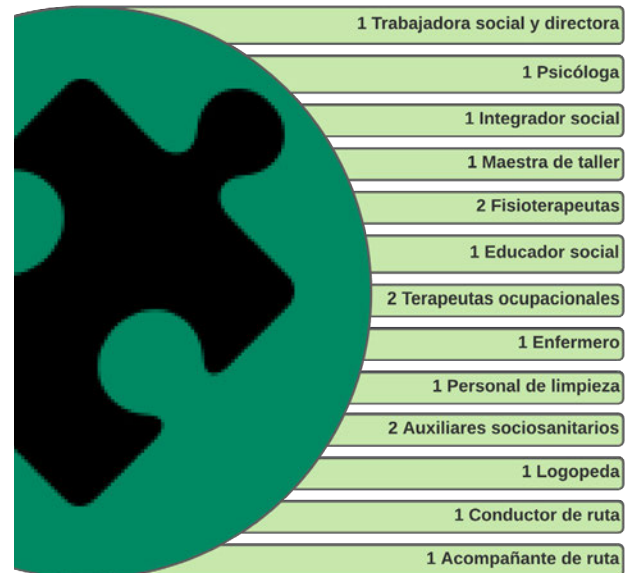 1 Trabajadora social y directora
1 Psicóloga
1 Integrador social
1 Maestra de taller
2 Fisioterapeutas
1 Educador social
2 Terapeutas ocupacionales
1 Enfermero
1 Personal de limpieza
2 Auxiliares sociosanitarios
1 Logopeda
1 Conductor de ruta
1 Acompañante de ruta